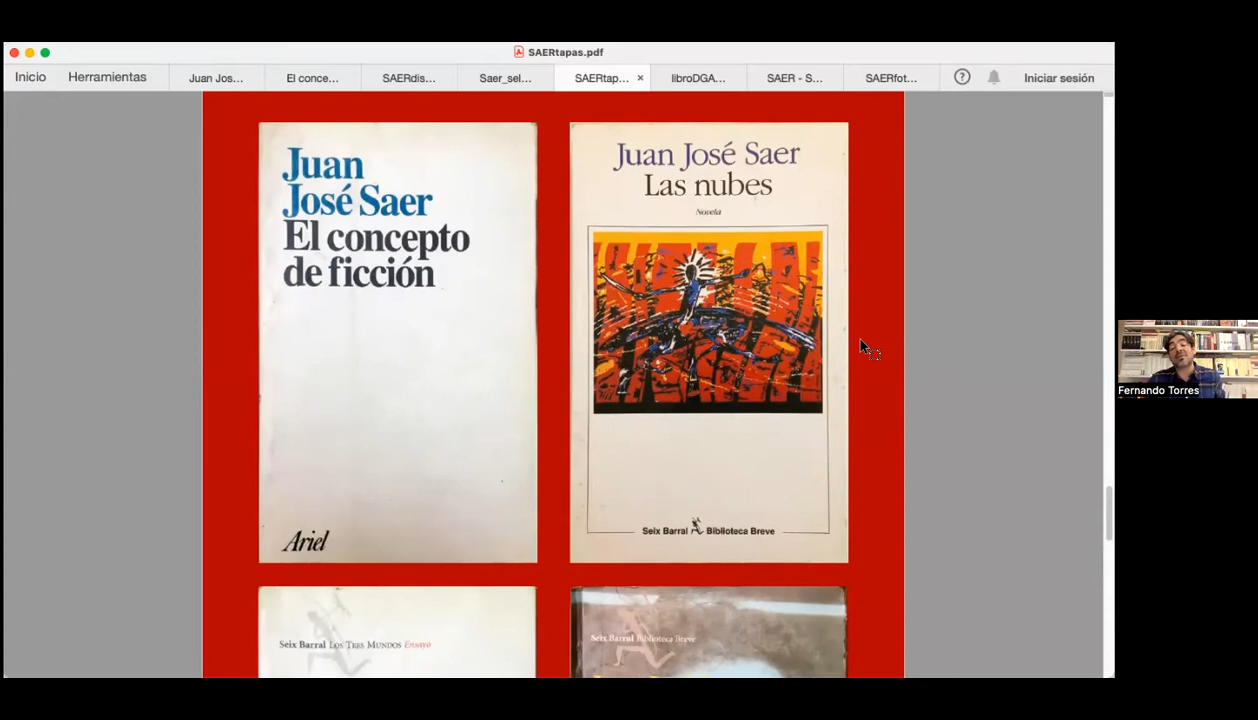 SAERtapas.pdf
Inicio
Herramientas
Juan Jos...
El conce...
SAERdis...
Saer_sel...
SAERtap... ×
libroDGA...
SAER - S...
SAERfot...
?
Iniciar sesión
Juan
José Saer
El concepto
de ficción
Ariel
Juan José Saer
Las nubes
Novela
Seix Barral Biblioteca Breve
Seix Barral Los Tres Mundos Ensayo
Seix Barral Biblioteca Breve
Fernando Torres